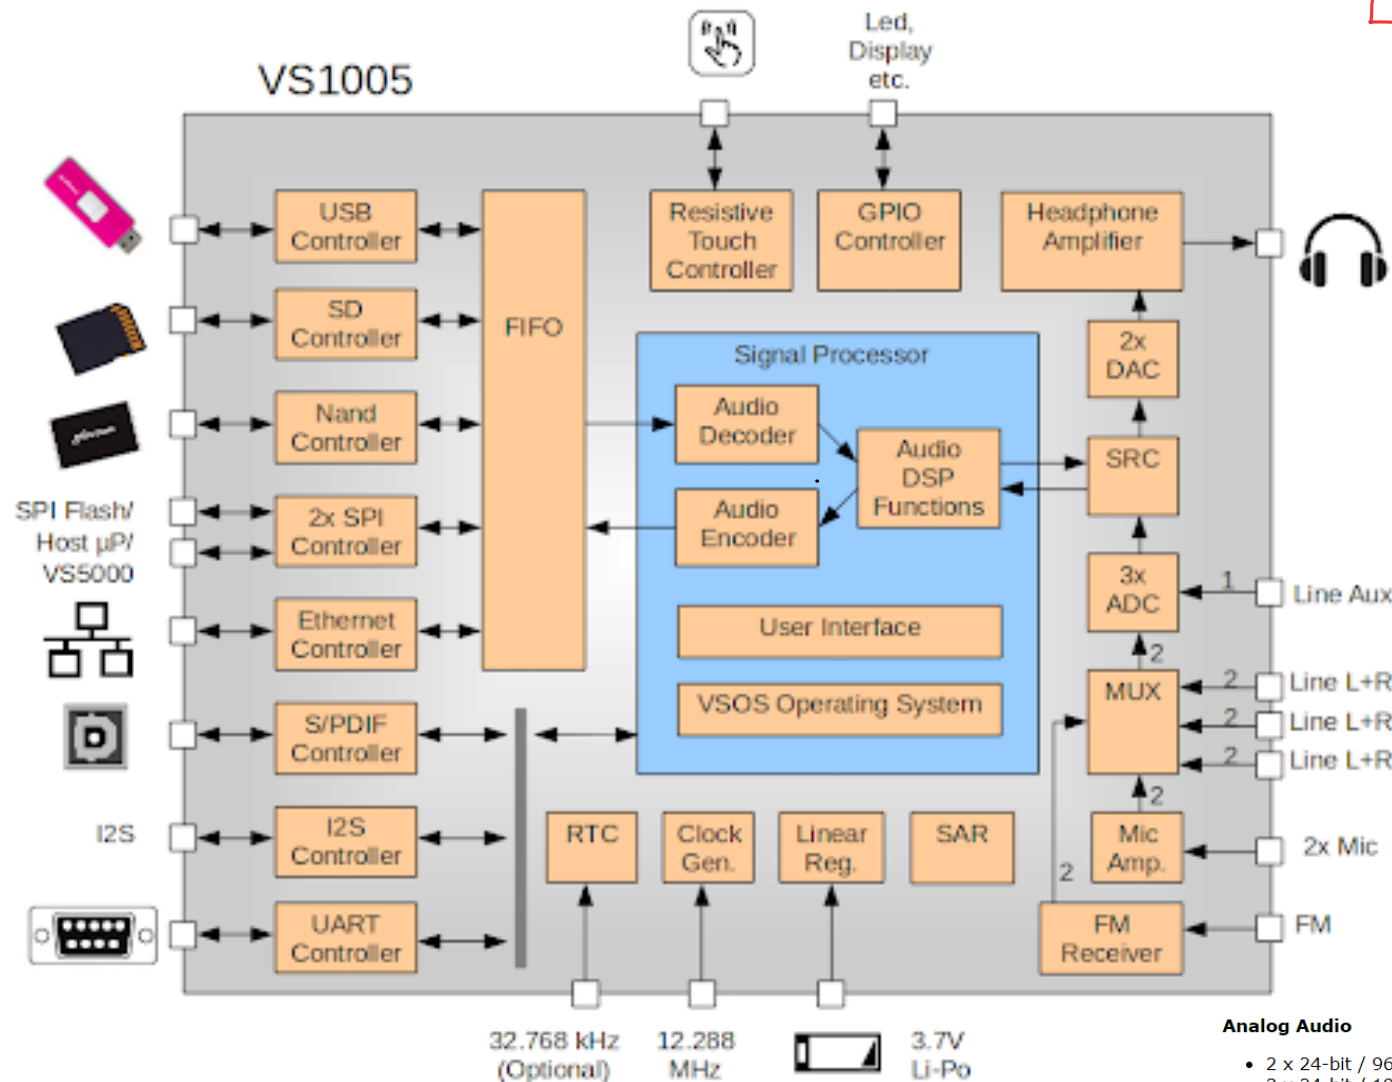 Led,
Display
etc.
VS1005
USB
Controller
SD
Controller
Nand
Controller
2x SPI
Controller
Ethernet
Controller
S/PDIF
Controller
I2S
Controller
UART
Controller
SPI Flash/
Host µP/
VS5000
I2S
FIFO
Resistive
Touch
Controller
GPIO
Controller
Headphone
Amplifier
Signal Processor
Audio
Decoder
Audio
Encoder
Audio
DSP
Functions
User Interface
VSOS Operating System
2x
DAC
SRC
3x
ADC
1
Line Aux
2
MUX
2
Line L+R
2
Line L+R
2
Line L+R
2
Mic
Amp.
2x Mic
2
FM
Receiver
FM
RTC
Clock
Gen.
Linear
Reg.
SAR
32.768 kHz
(Optional)
12.288
MHz
3.7V
Li-Po
Analog Audio
• 2 x 24-bit / 96